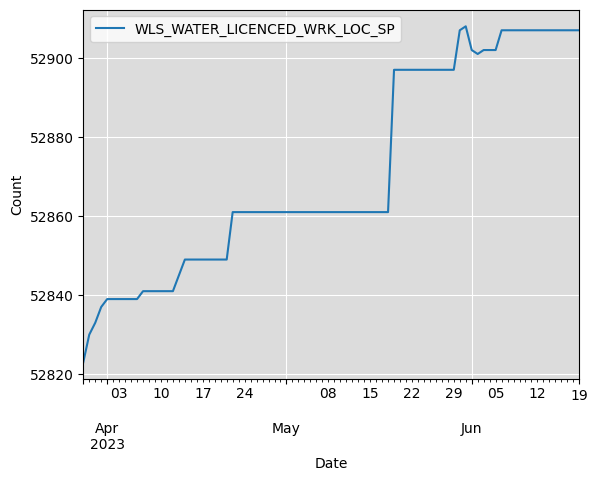 WLS_WATER_LICENCED_WRK_LOC_SP
52900
52880
52860
52840
52820
Count
03 10 17 24 08 15 22 29 05 12 19
Apr May Jun
2023
Date